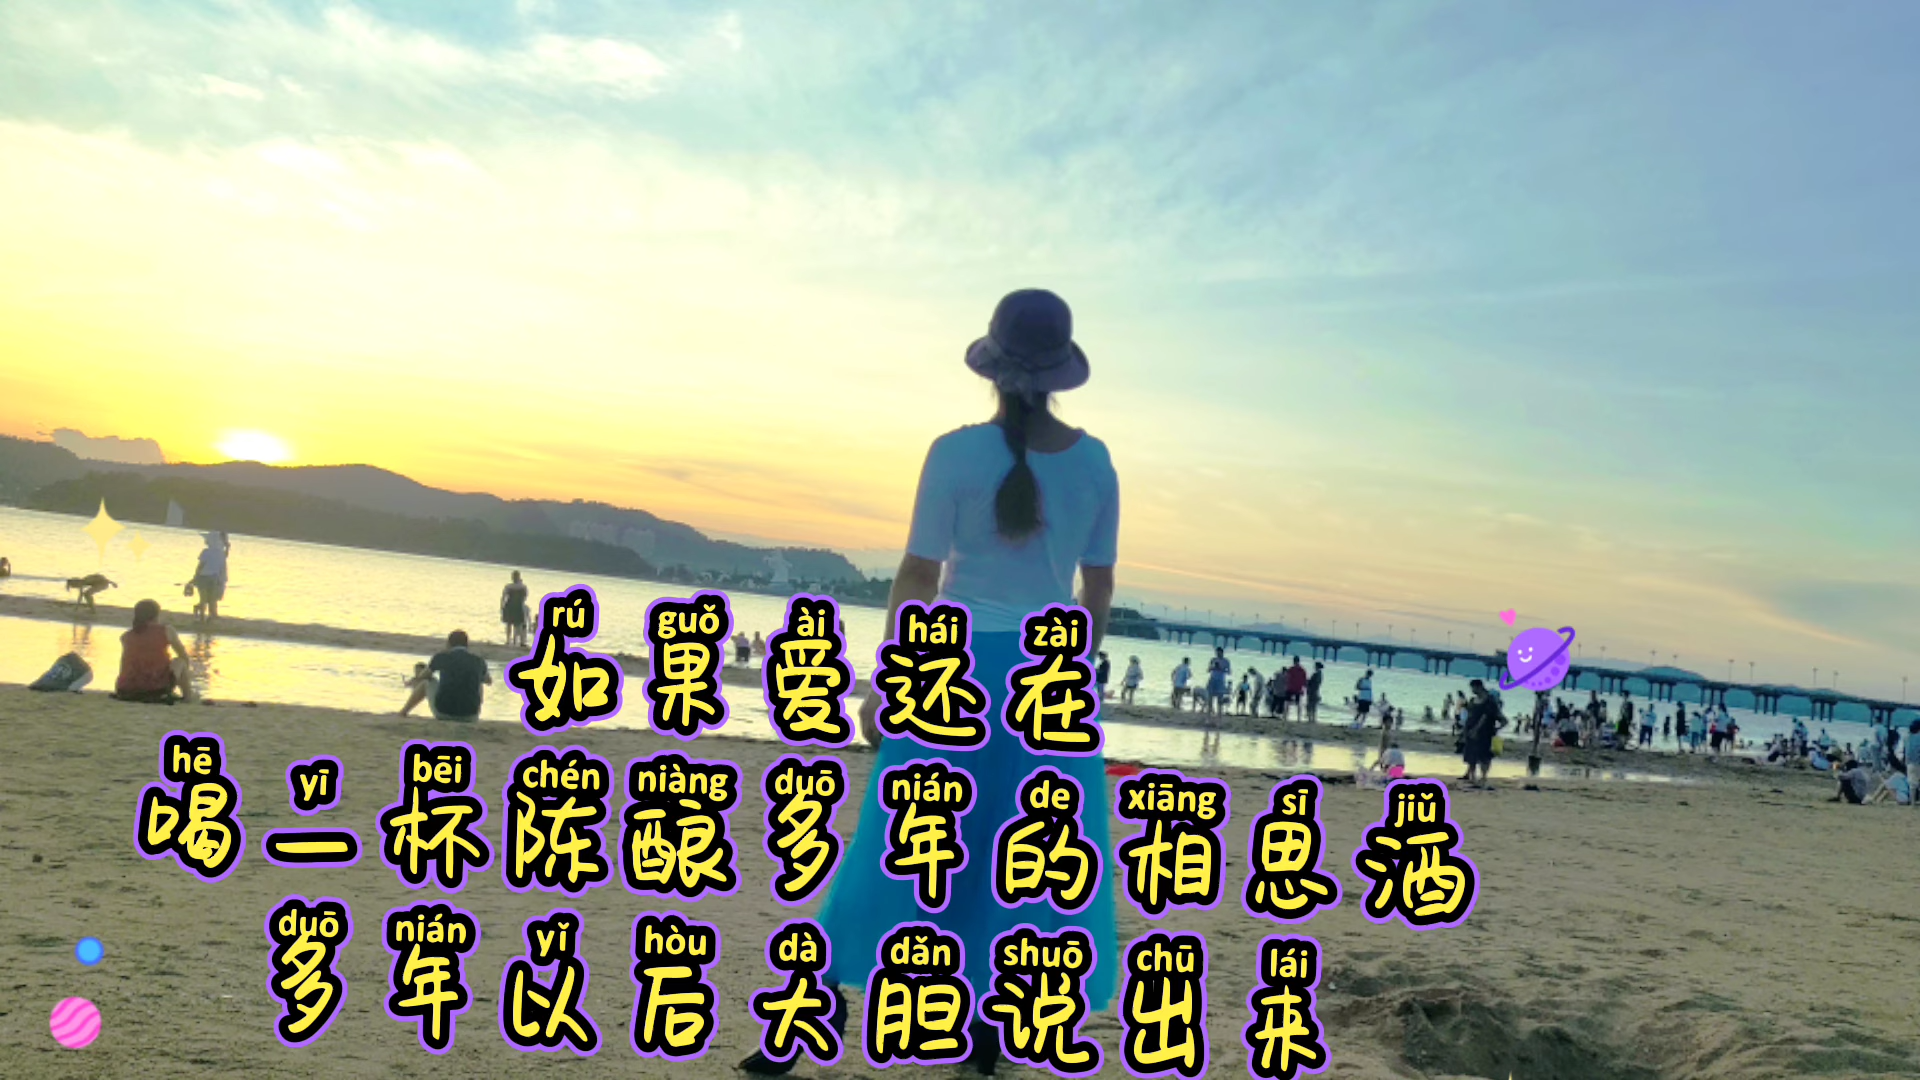 rú guǒ ài hái zài
如果爱还在
hē yī bēi chén niàng duō nián de xiāng sī jiǔ
喝一杯陈酿多年的相思酒
duō nián yǐ hòu dà dǎn shuō chū lái
多年以后大胆说出来